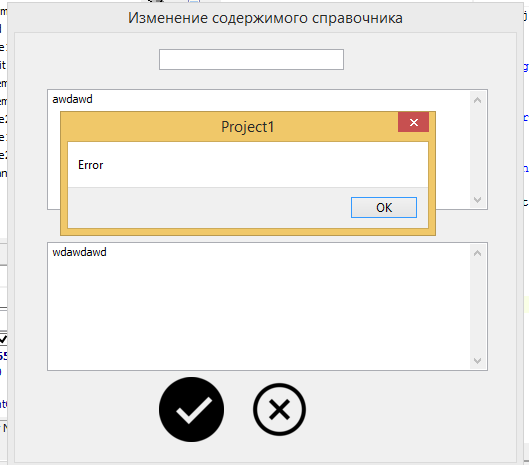 Изменение содержимого справочника
awdawd
Project1
Error
OK
wdawdawd